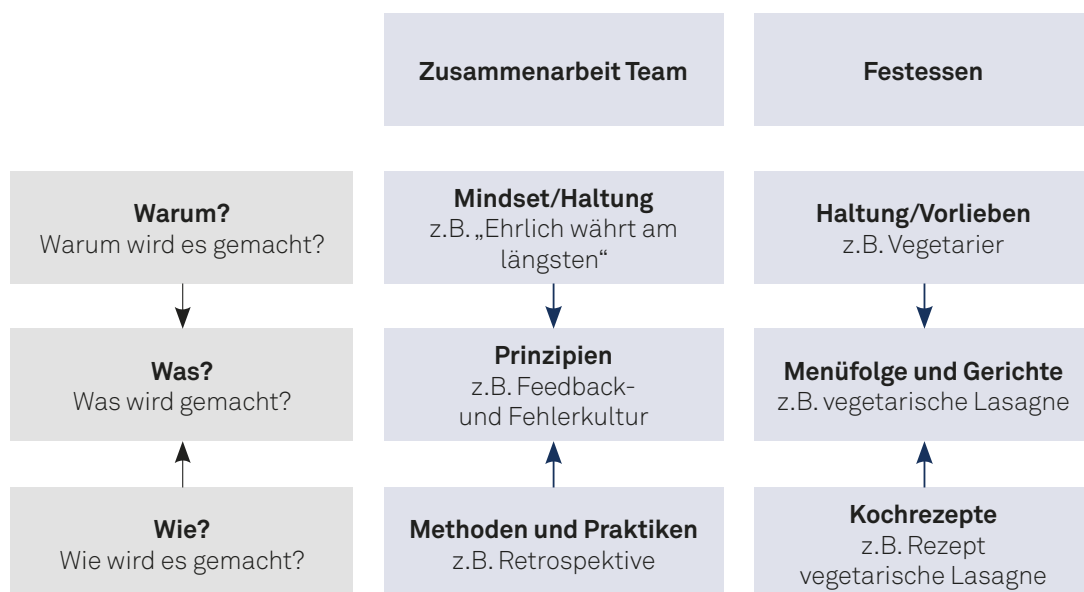 Zusammenarbeit Team
Festessen
Warum?
Warum wird es gemacht?
Mindset/Haltung
z.B. „Ehrlich währt am
längsten“
Haltung/Vorlieben
z.B. Vegetarier
Was?
Was wird gemacht?
Prinzipien
z.B. Feedback-
und Fehlerkultur
Menüfolge und Gerichte
z.B. vegetarische Lasagne
Wie?
Wie wird es gemacht?
Methoden und Praktiken
z.B. Retrospektive
Kochrezepte
z.B. Rezept
vegetarische Lasagne